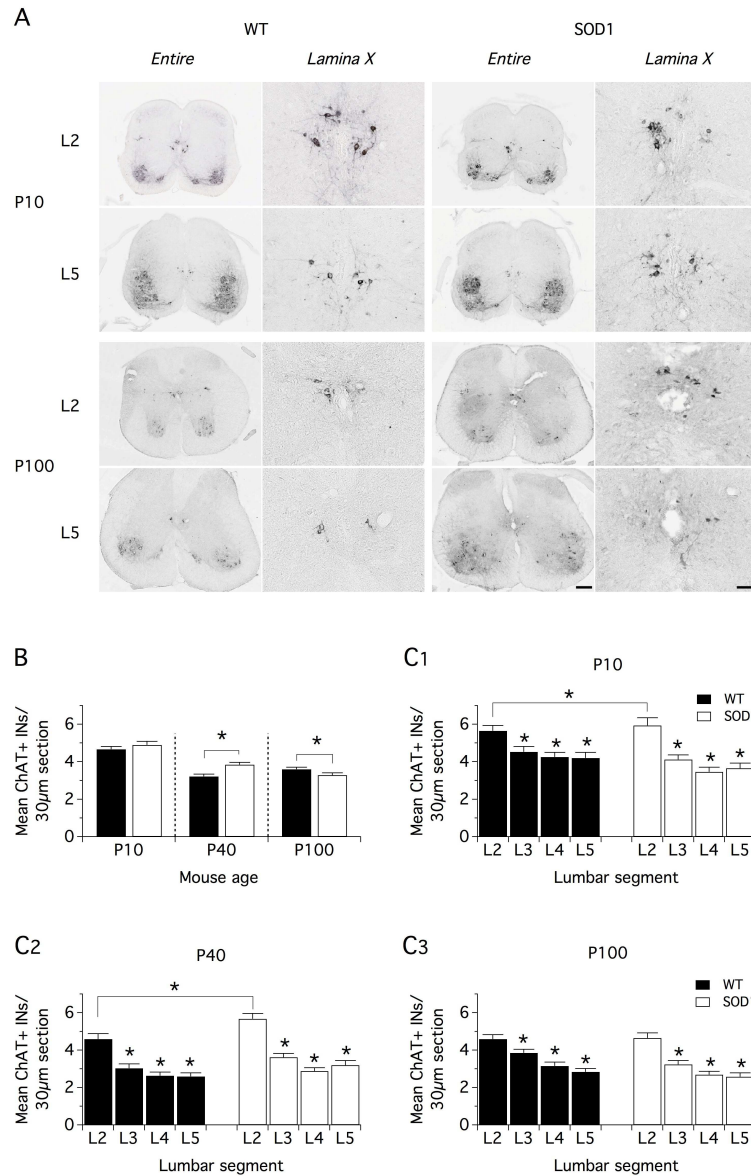 A
WT SOD1
Entire Lamina X Entire Lamina X
L2
P10
L5
L2
P100
L5
B
Mean ChAT+ INs/
30µm section
6
4
2
0
* *
P10 P40 P100
Mouse age
C1
P10
WT
SOD1
Mean ChAT+ INs/
30µm section
6
4
2
0
*
* * * * * *
L2 L3 L4 L5 L2 L3 L4 L5
Lumbar segment
C2
P40
Mean ChAT+ INs/
30µm section
6
4
2
0
*
* * * * * *
L2 L3 L4 L5 L2 L3 L4 L5
Lumbar segment
C3
P100
WT
SOD1
Mean ChAT+ INs/
30µm section
6
4
2
0
* * * * * *
L2 L3 L4 L5 L2 L3 L4 L5
Lumbar segment